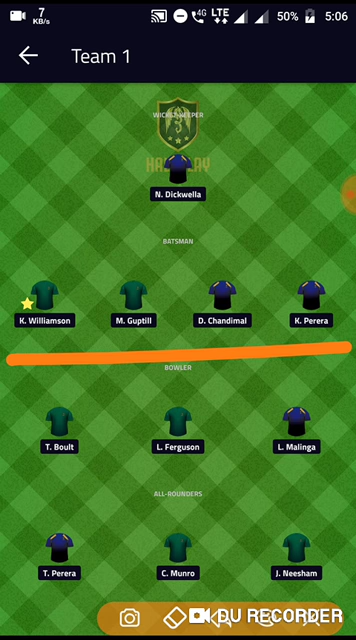 7
KB/s
4G
LTE
50%
5:06
Team 1
WICKET-KEEPER
N. Dickwella
BATSMAN
K. Williamson
M. Guptill
D. Chandimal
K. Perera
BOWLER
T. Boult
L. Ferguson
L. Malinga
ALL-ROUNDERS
T. Perera
C. Munro
J. Neesham
DU RECORDER